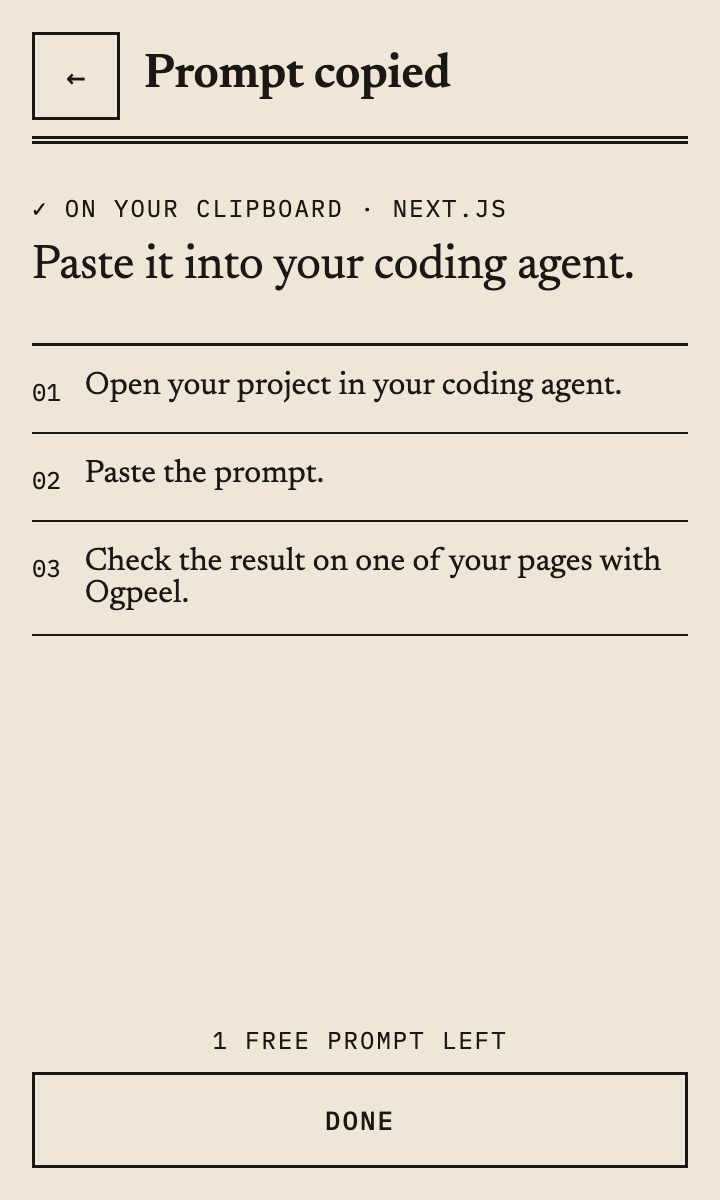 ←
Prompt copied
✓ ON YOUR CLIPBOARD · NEXT.JS
Paste it into your coding agent.
01 Open your project in your coding agent.
02 Paste the prompt.
03 Check the result on one of your pages with
Ogpeel.
1 FREE PROMPT LEFT
DONE